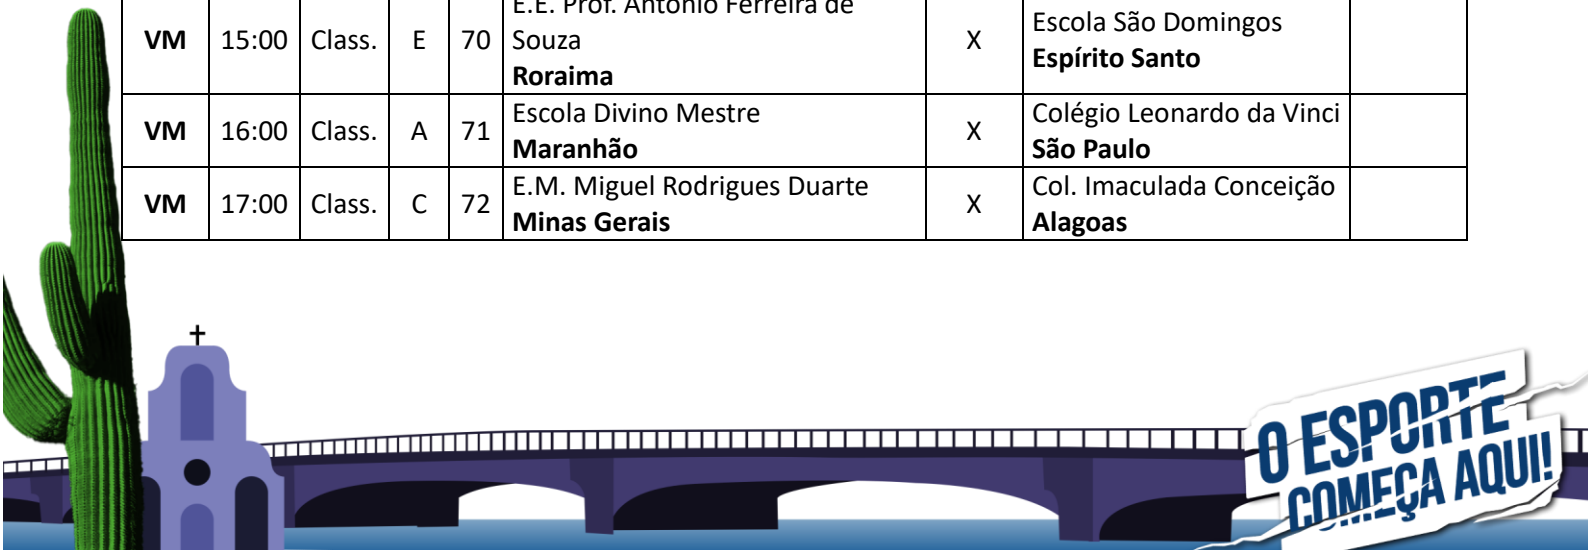 E.E. Prof. Antônio Ferreira de
VM 15:00 Class. E 70 Souza X Escola São Domingos
Roraima Espírito Santo
VM 16:00 Class. A 71 Escola Divino Mestre X Colégio Leonardo da Vinci
Maranhão São Paulo
VM 17:00 Class. C 72 E.M. Miguel Rodrigues Duarte X Col. Imaculada Conceição
Minas Gerais Alagoas
O ESPORTE
COMEÇA AQUI!